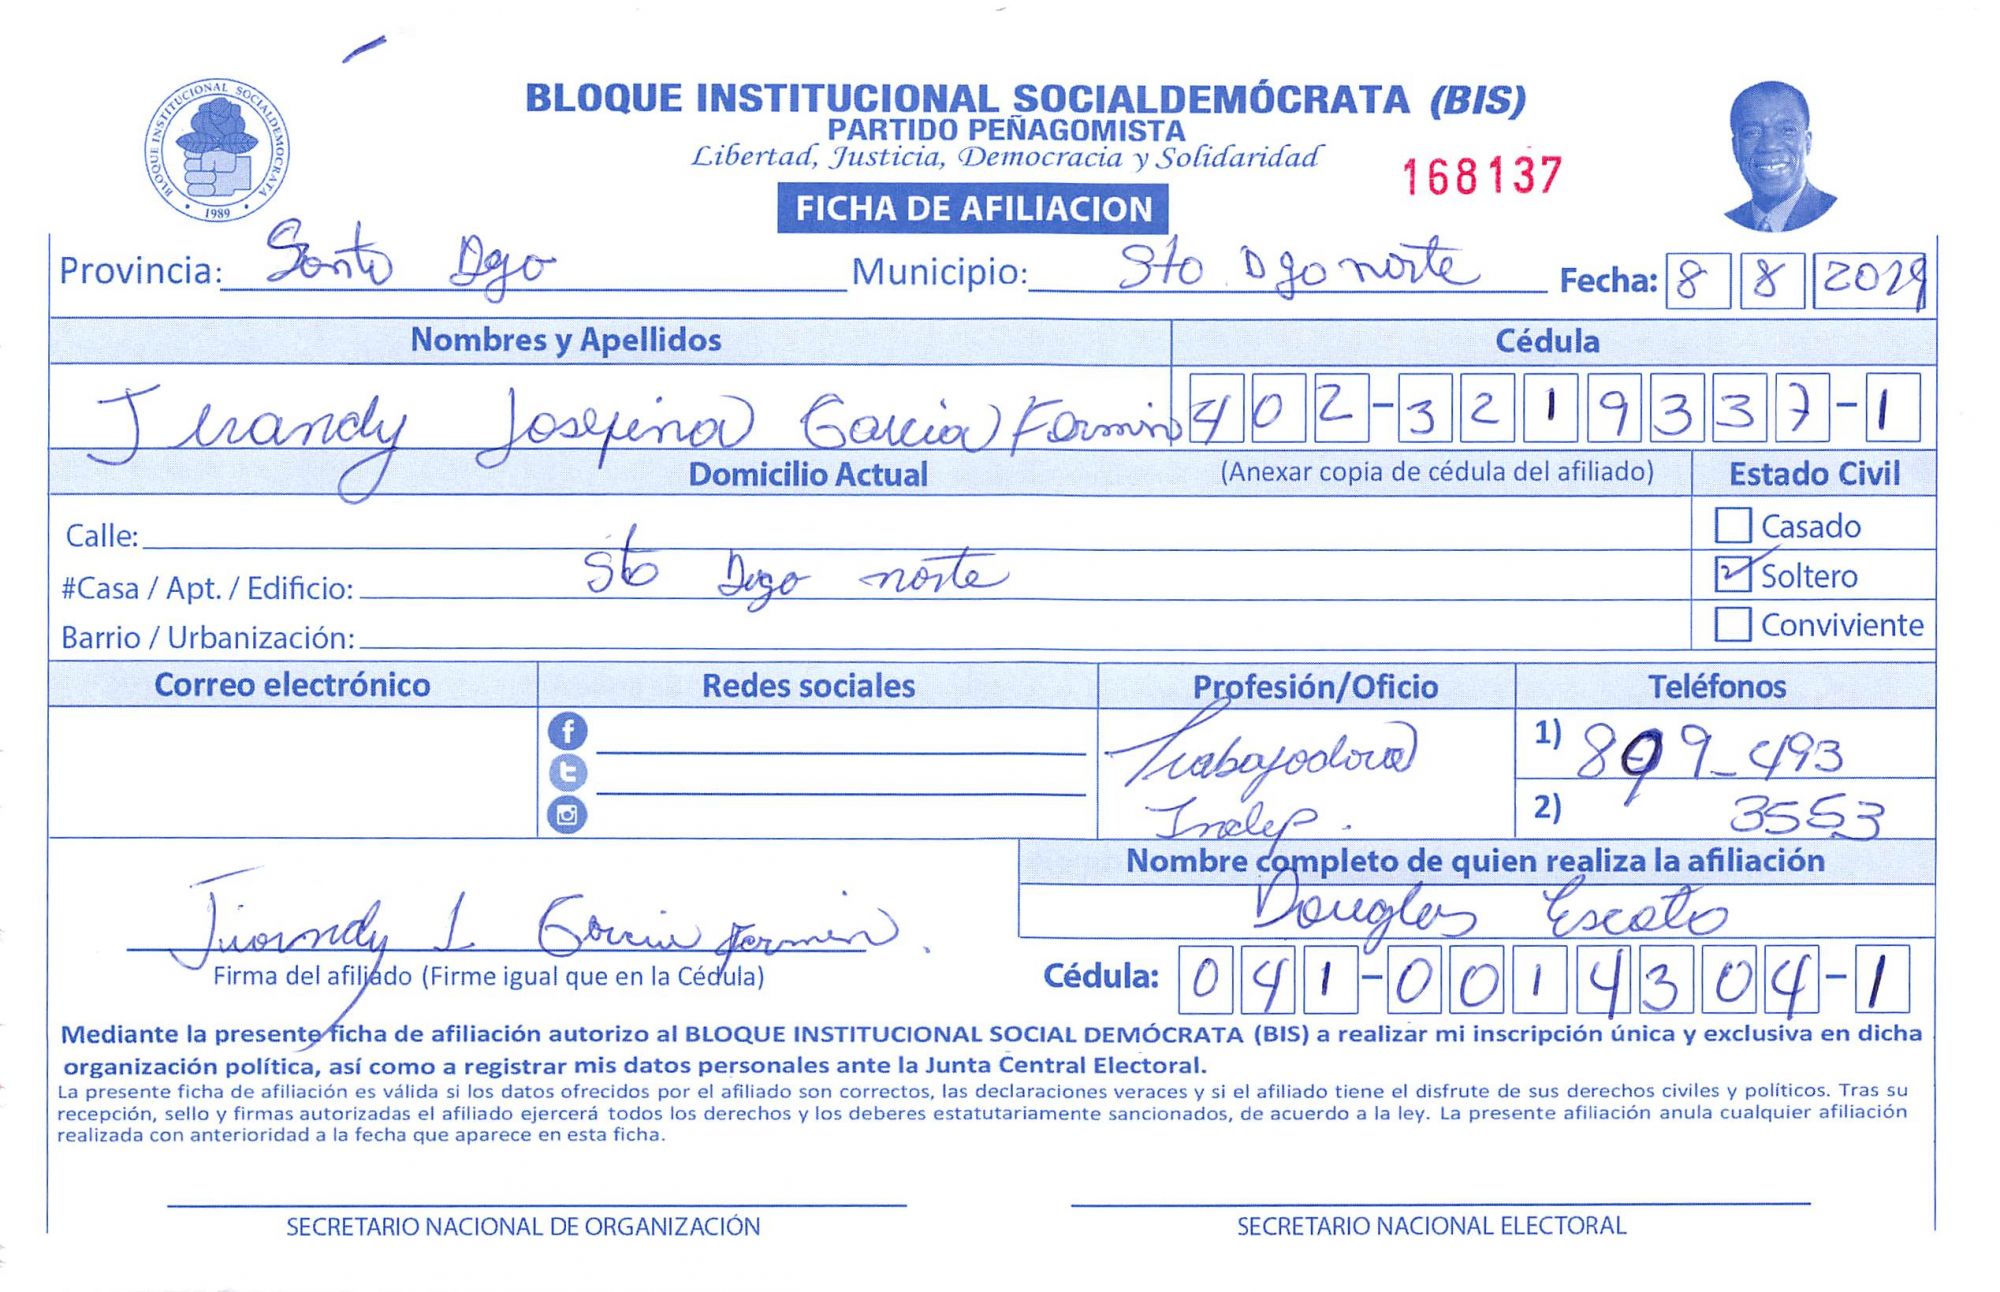 BLOQUE INSTITUCIONAL SOCIALDEMOCRATA
1989
BLOQUE INSTITUCIONAL SOCIALDEMÓCRATA (BIS)
PARTIDO PEÑAGOMISTA
Libertad, Justicia, Democracia y Solidaridad
168137
FICHA DE AFILIACION
Provincia: Santo Dgo Municipio: Sto Dgo norte Fecha: 8 8 2019
Nombres y Apellidos Cédula
Josefina Garcia Fermin 402-3219337-1
Domicilio Actual (Anexar copia de cédula del afiliado) Estado Civil
Calle: Casado
#Casa / Apt. / Edificio: Sto Dgo norte Soltero
Barrio / Urbanización: Conviviente
Correo electrónico Redes sociales Profesión/Oficio Teléfonos
Trabajadora 1) 809-493
Indep. 2) 3553
Nombre completo de quien realiza la afiliación
Douglas Escoto
J Garcia Fermin.
Firma del afiliado (Firme igual que en la Cédula) Cédula: 041-0014304-1
Mediante la presente ficha de afiliación autorizo al BLOQUE INSTITUCIONAL SOCIAL DEMÓCRATA (BIS) a realizar mi inscripción única y exclusiva en dicha
organización política, así como a registrar mis datos personales ante la Junta Central Electoral.
La presente ficha de afiliación es válida si los datos ofrecidos por el afiliado son correctos, las declaraciones veraces y si el afiliado tiene el disfrute de sus derechos civiles y políticos. Tras su
recepción, sello y firmas autorizadas el afiliado ejercerá todos los derechos y los deberes estatutariamente sancionados, de acuerdo a la ley. La presente afiliación anula cualquier afiliación
realizada con anterioridad a la fecha que aparece en esta ficha.
SECRETARIO NACIONAL DE ORGANIZACIÓN SECRETARIO NACIONAL ELECTORAL